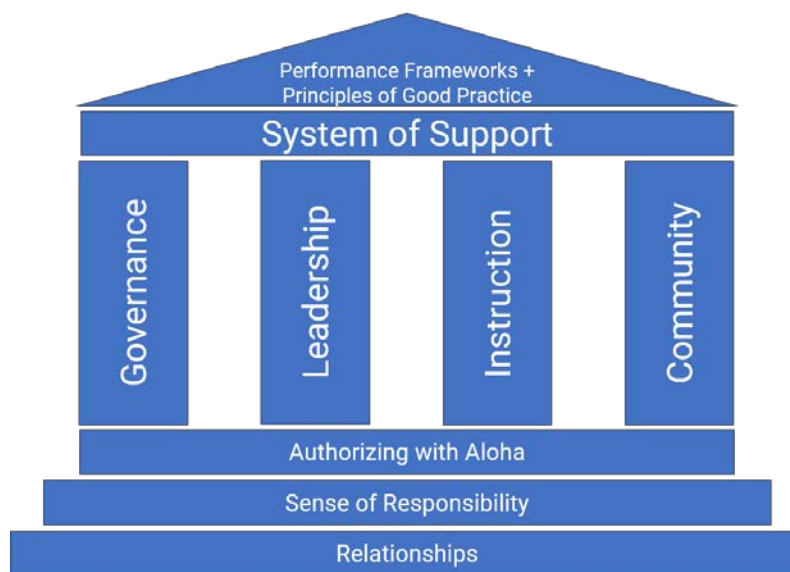 Performance Frameworks +
Principles of Good Practice
System of Support
Governance
Leadership
Instruction
Community
Authorizing with Aloha
Sense of Responsibility
Relationships